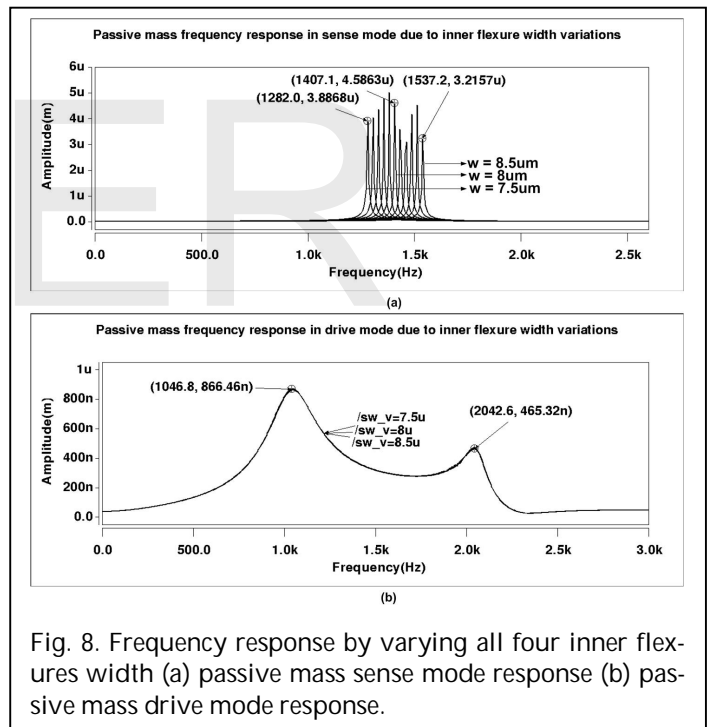 Passive mass frequency response in sense mode due to inner flexure width variations
6u
5u
4u
3u
2u
1u
0.0
Amplitude(m)
(1407.1, 4.5863u)
(1537.2, 3.2157u)
(1282.0, 3.8868u)
w = 8.5um
w = 8um
w = 7.5um
0.0 500.0 1.0k 1.5k 2.0k 2.5k
Frequency(Hz)
(a)
ER
Passive mass frequency response in drive mode due to inner flexure width variations
1u
800n
600n
400n
200n
0.0
Amplitude(m)
(1046.8, 866.46n)
(2042.6, 465.32n)
/sw_v=7.5u
/sw_v=8u
/sw_v=8.5u
0.0 500.0 1.0k 1.5k 2.0k 2.5k 3.0k
Frequency(Hz)
(b)
Fig. 8. Frequency response by varying all four inner flex-
ures width (a) passive mass sense mode response (b) pas-
sive mass drive mode response.